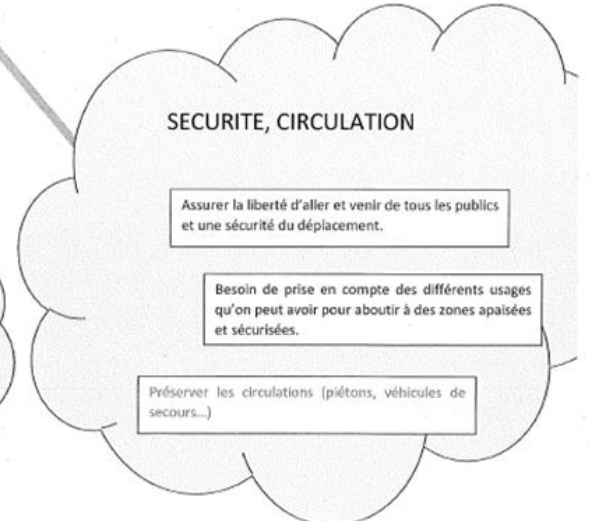 SECURITE, CIRCULATION
Assurer la liberté d'aller et venir de tous les publics
et une sécurité du déplacement.
Besoin de prise en compte des différents usages
qu'on peut avoir pour aboutir à des zones apaisées
et sécurisées.
Préserver les circulations (piétons, véhicules de
secours...)